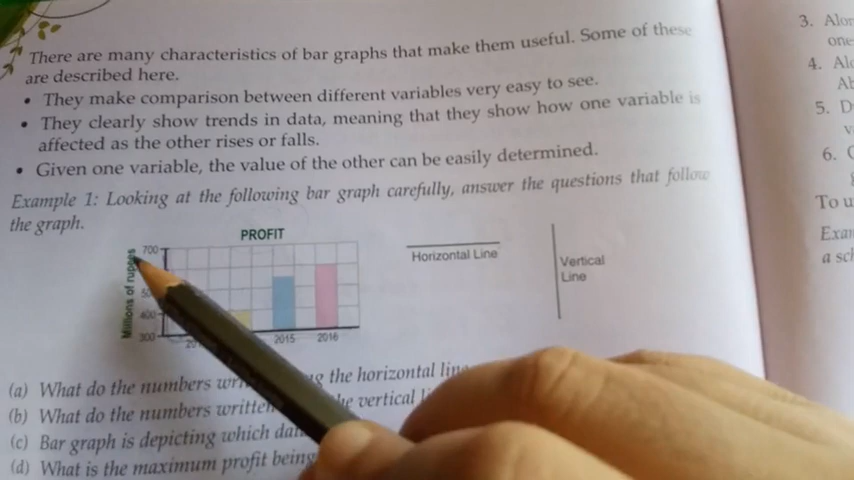 There are many characteristics of bar graphs that make them useful. Some of these
are described here.
• They make comparison between different variables very easy to see.
• They clearly show trends in data, meaning that they show how one variable is
affected as the other rises or falls.
• Given one variable, the value of the other can be easily determined.
Example 1: Looking at the following bar graph carefully, answer the questions that follow
the graph.
PROFIT
Millions of rupees
700
400
300
2015 2016
Horizontal Line
Vertical
Line
(a) What do the numbers the horizontal
(b) What do the numbers written vertical
(c) Bar graph is depicting which
(d) What is the maximum profit being
3.
one
4.
5.
6.
To
a